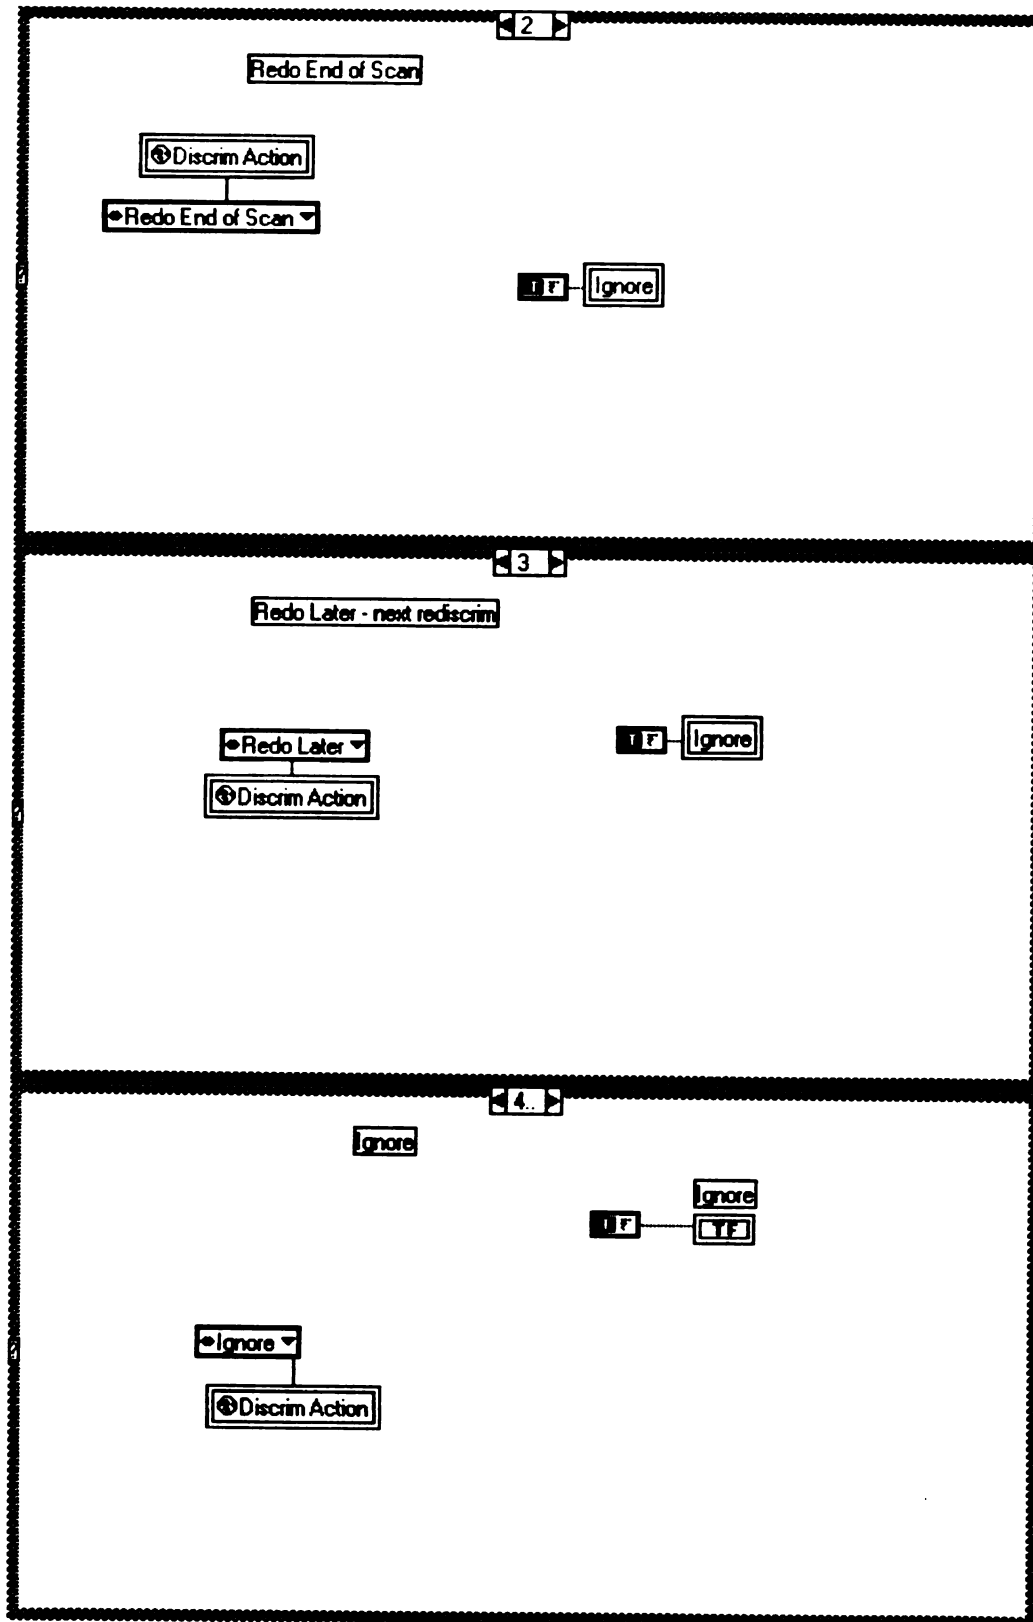 2
Redo End of Scan
Discrim Action
Redo End of Scan
T F
Ignore
3
Redo Later - next rediscrim
Redo Later
T F
Ignore
Discrim Action
4..
Ignore
Ignore
T F
TF
Ignore
Discrim Action